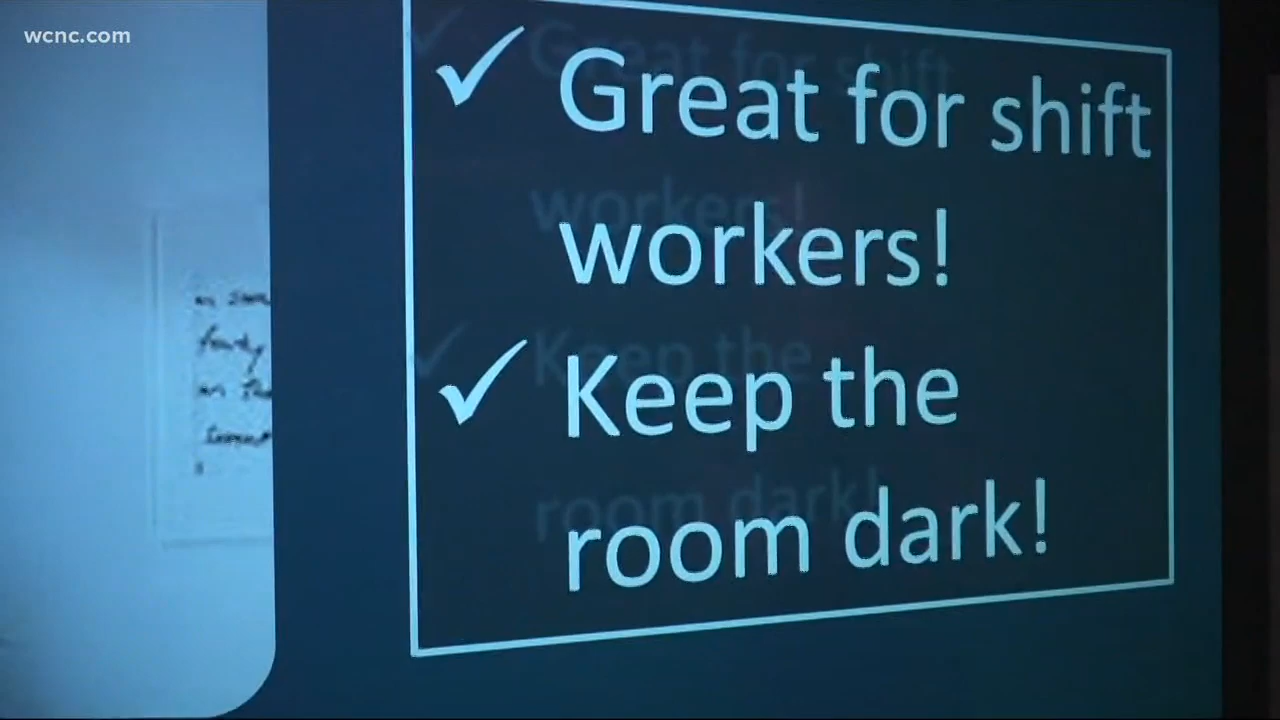 wcnc.com
✓ Great for shift
workers!
✓ Keep the
room dark!